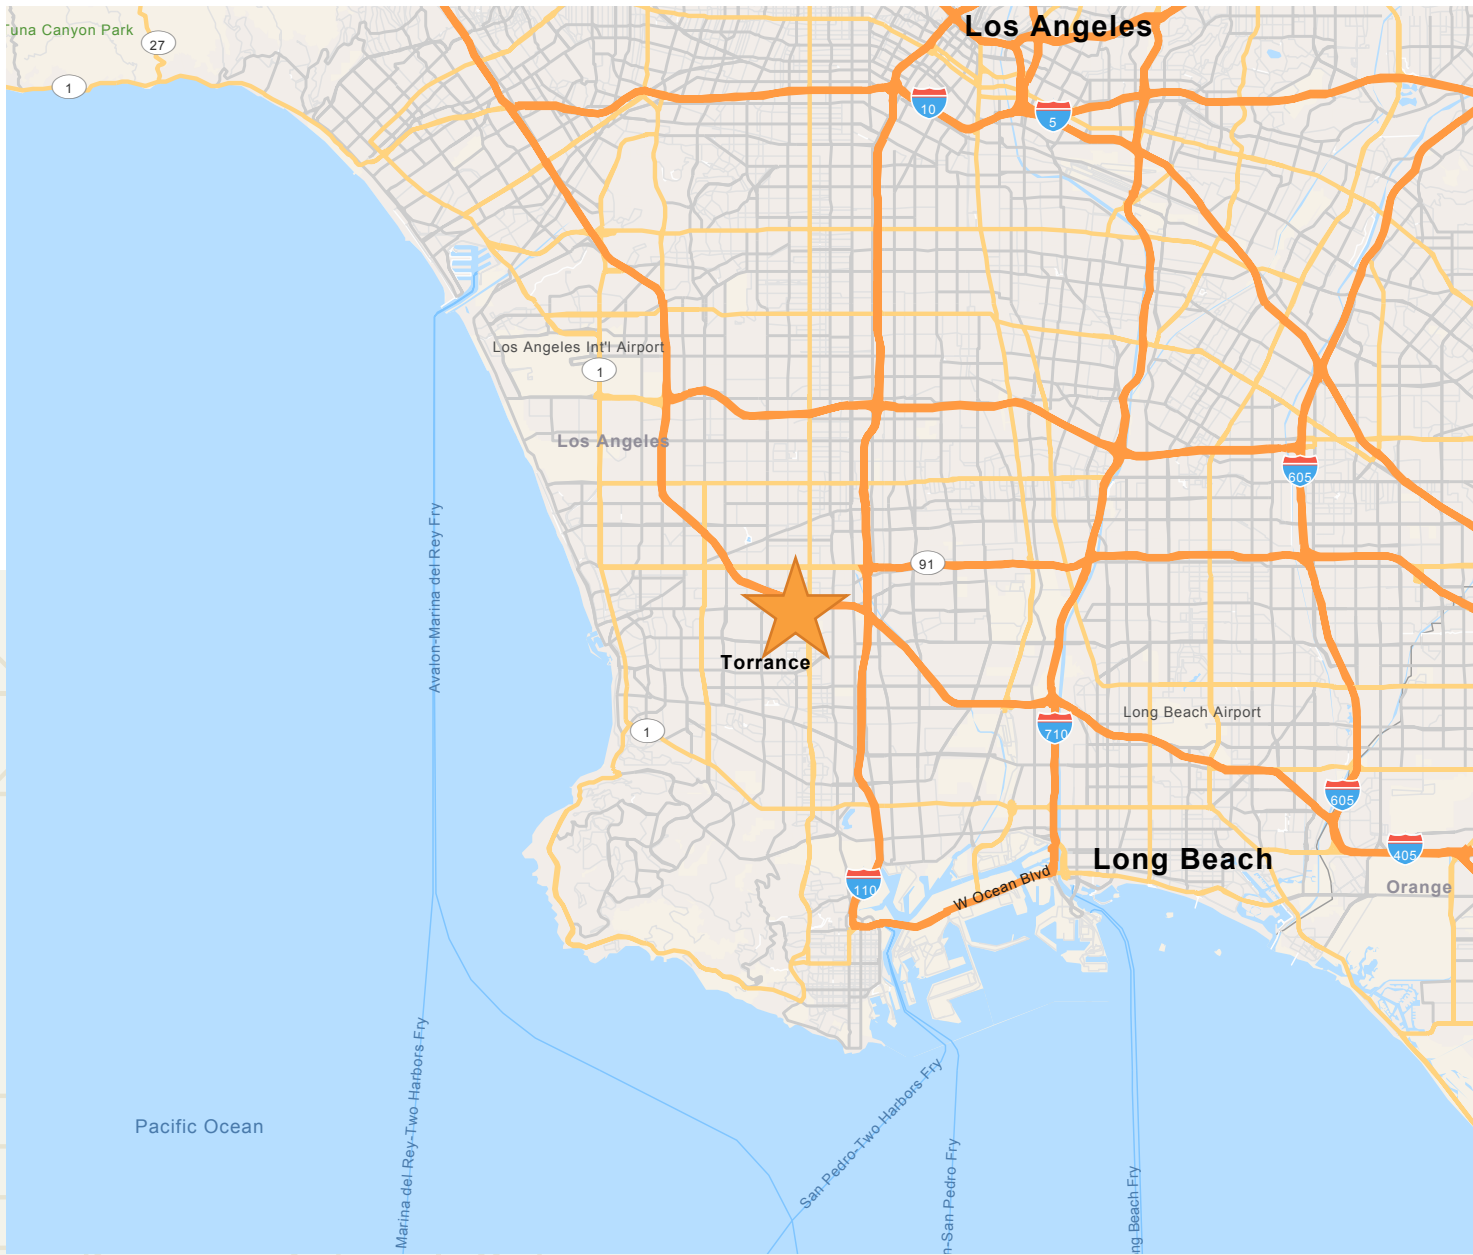 Los Angeles
una Canyon Park
27
1
10
5
Los Angeles Int'l Airport
1
Los Angeles
605
Avalon-Marina del Rey Fry
91
Torrance
Long Beach Airport
1
710
605
405
Long Beach
110
W Ocean Blvd
Orange
Pacific Ocean
Marina del Rey-Two Harbors Fry
San Pedro-Two Harbors Fry
n-San Pedro Fry
ng Beach Fry